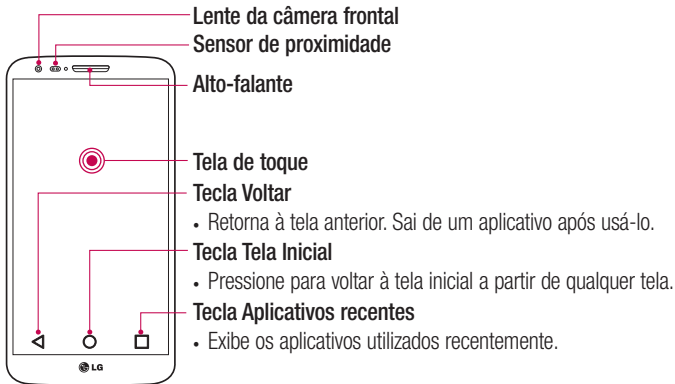 Lente da câmera frontal
Sensor de proximidade
Alto-falante
Tela de toque
Tecla Voltar
• Retorna à tela anterior. Sai de um aplicativo após usá-lo.
Tecla Tela Inicial
• Pressione para voltar à tela inicial a partir de qualquer tela.
Tecla Aplicativos recentes
• Exibe os aplicativos utilizados recentemente.
LG